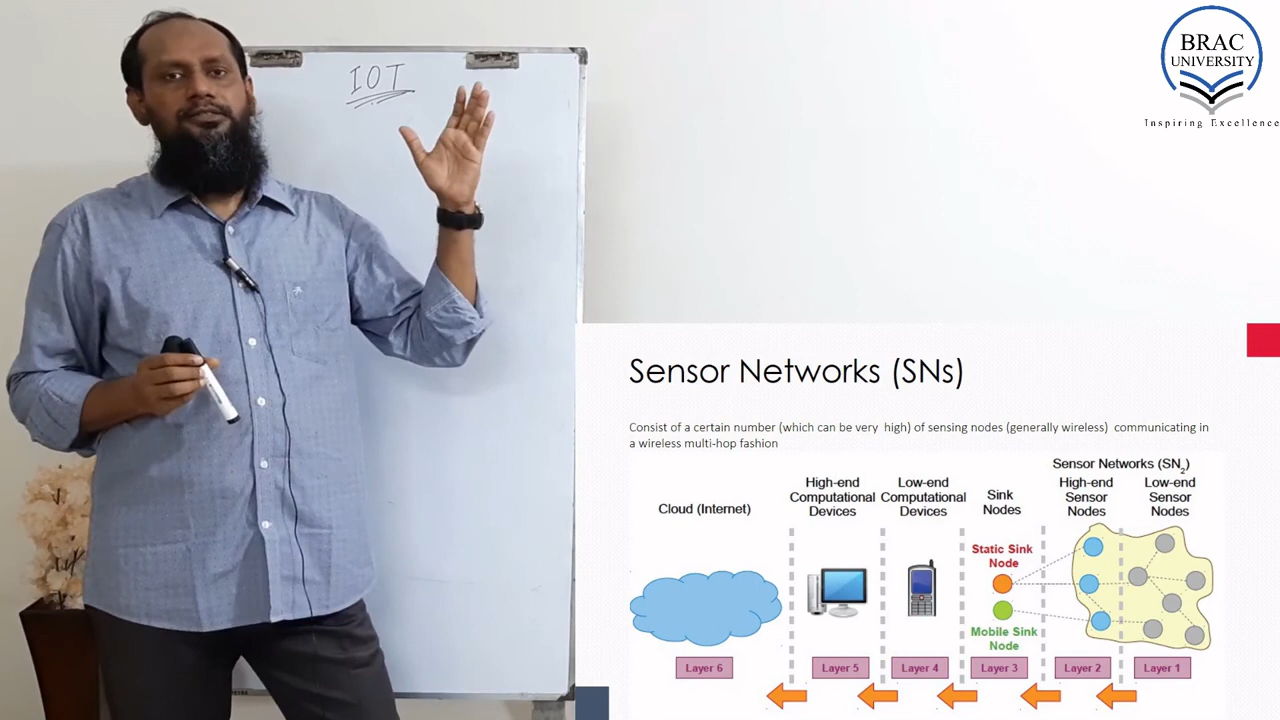 IOT
BRAC
UNIVERSITY
Inspiring Excellence
Sensor Networks (SNs)
Consist of a certain number (which can be very high) of sensing nodes (generally wireless) communicating in
a wireless multi-hop fashion
Sensor Networks (SN2)
Cloud (Internet)
High-end
Computational
Devices
Low-end
Computational
Devices
Sink
Nodes
High-end
Sensor
Nodes
Low-end
Sensor
Nodes
Static Sink
Node
Mobile Sink
Node
Layer 6
Layer 5
Layer 4
Layer 3
Layer 2
Layer 1